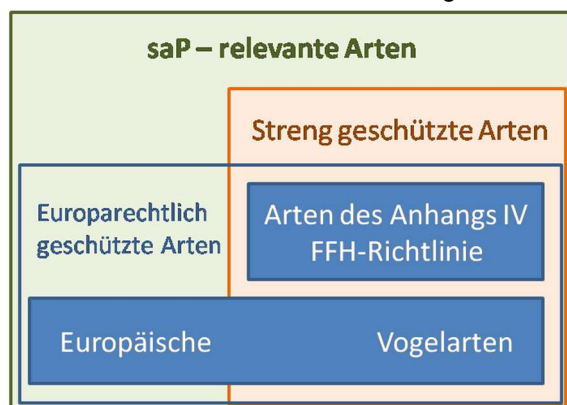 saP – relevante Arten
Streng geschützte Arten
Europarechtlich
geschützte Arten
Arten des Anhangs IV
FFH-Richtlinie
Europäische Vogelarten